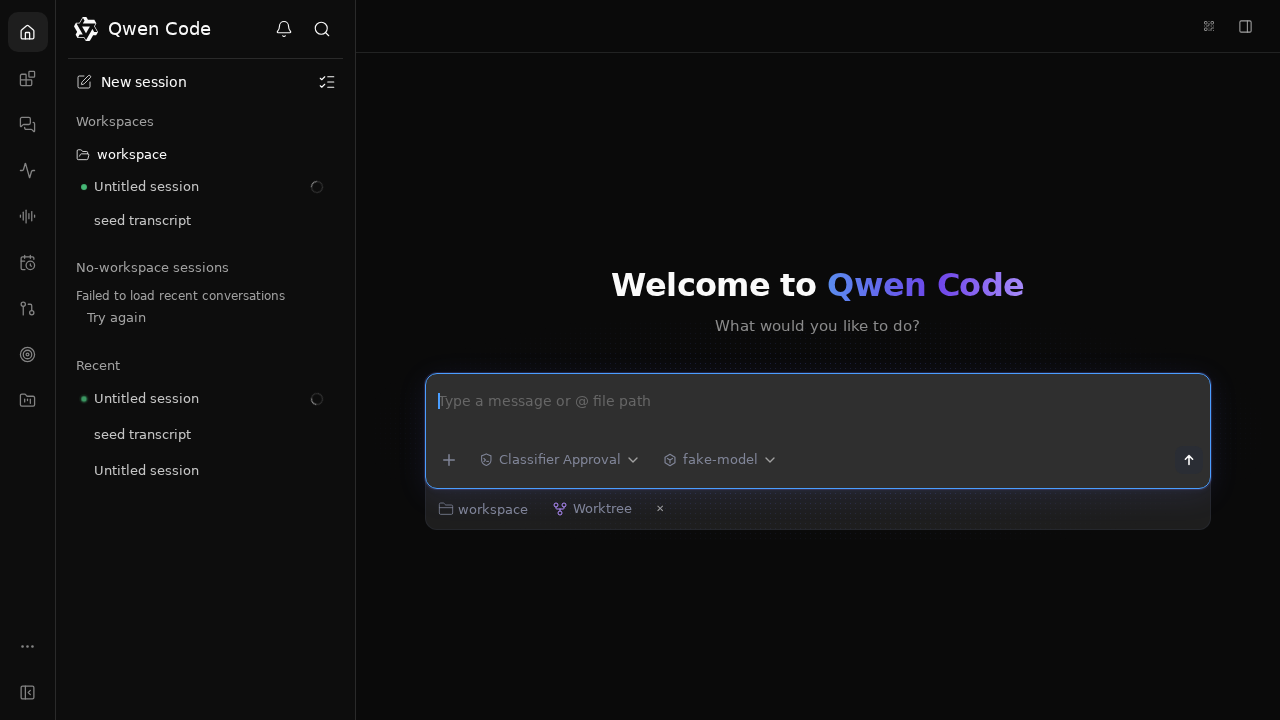 Qwen Code
New session
Workspaces
workspace
Untitled session
seed transcript
No-workspace sessions
Failed to load recent conversations
Try again
Recent
Untitled session
seed transcript
Untitled session
Welcome to Qwen Code
What would you like to do?
Type a message or @ file path
Classifier Approval
fake-model
workspace
Worktree
×